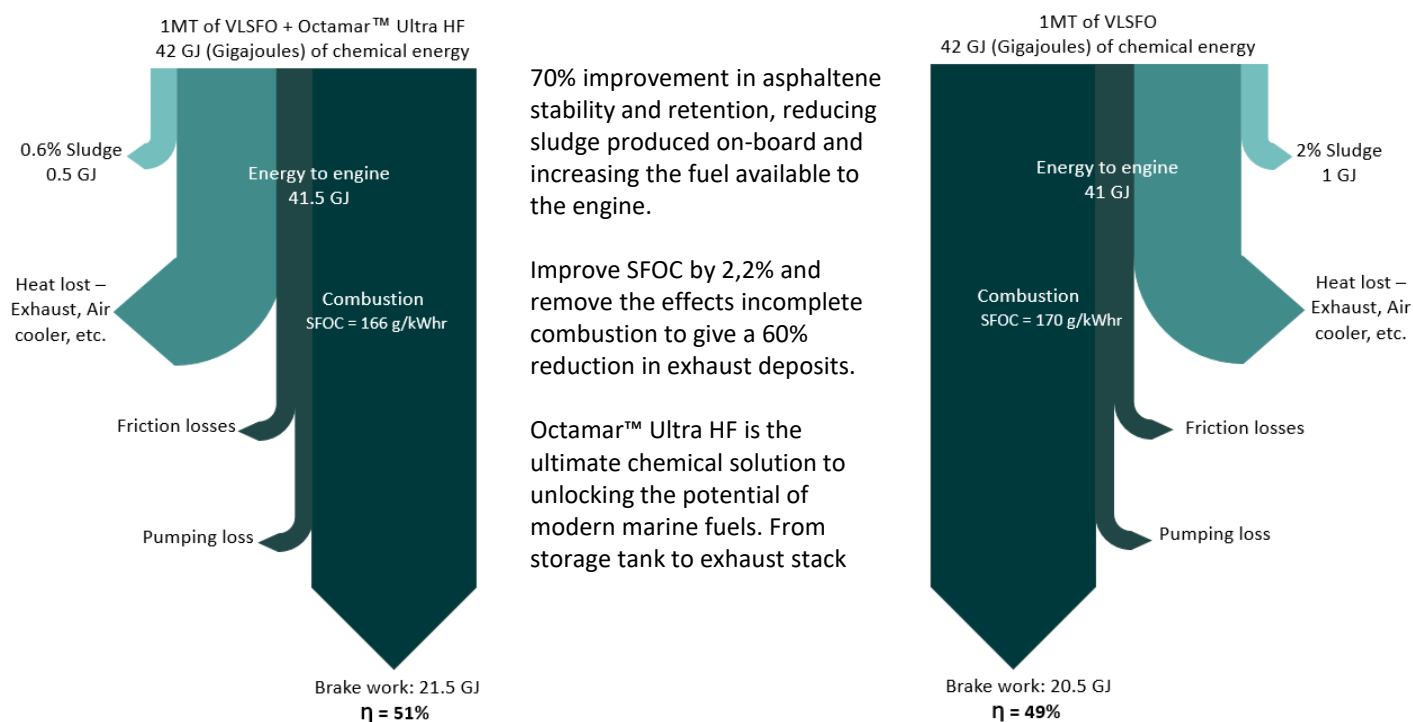 1MT of VLSFO + Octamar™ Ultra HF
42 GJ (Gigajoules) of chemical energy
0.6% Sludge
0.5 GJ
Energy to engine
41.5 GJ
Heat lost –
Exhaust, Air
cooler, etc.
Combustion
SFOC = 166 g/kWhr
Friction losses
Pumping loss
Brake work: 21.5 GJ
η = 51%
70% improvement in asphaltene
stability and retention, reducing
sludge produced on-board and
increasing the fuel available to
the engine.
Improve SFOC by 2,2% and
remove the effects incomplete
combustion to give a 60%
reduction in exhaust deposits.
Octamar™ Ultra HF is the
ultimate chemical solution to
unlocking the potential of
modern marine fuels. From
storage tank to exhaust stack
1MT of VLSFO
42 GJ (Gigajoules) of chemical energy
2% Sludge
1 GJ
Energy to engine
41 GJ
Heat lost –
Exhaust, Air
cooler, etc.
Combustion
SFOC = 170 g/kWhr
Friction losses
Pumping loss
Brake work: 20.5 GJ
η = 49%